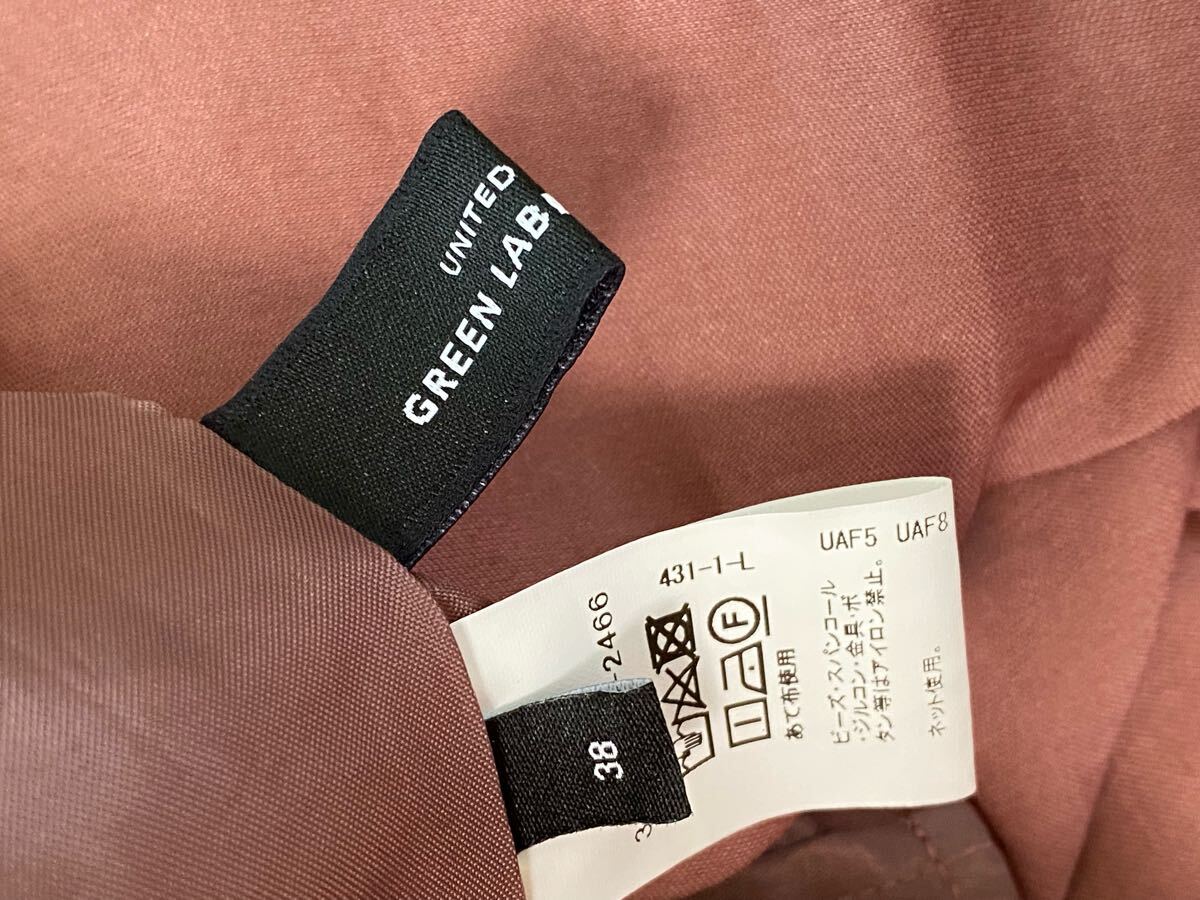 UNITED
GREEN LAB
38
-2466
431-1-L
F
あて布使用
UAF5 UAF8
ビーズ・スパンコール
・シルコン・金具・ボ
タン等はアイロン禁止。
ネット使用。